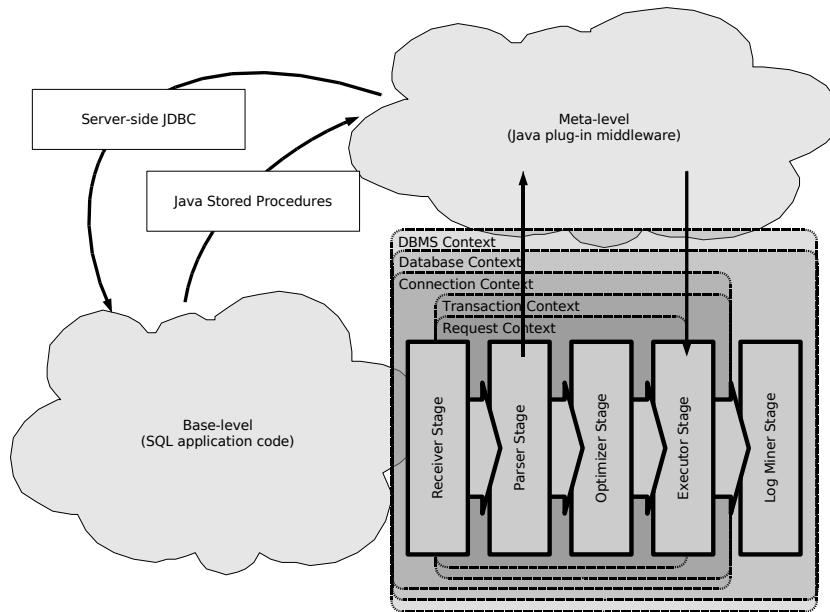 Server-side JDBC
Meta-level
(Java plug-in middleware)
Java Stored Procedures
DBMS Context
Database Context
Connection Context
Transaction Context
Request Context
Base-level
(SQL application code)
Receiver Stage
Parser Stage
Optimizer Stage
Executor Stage
Log Miner Stage